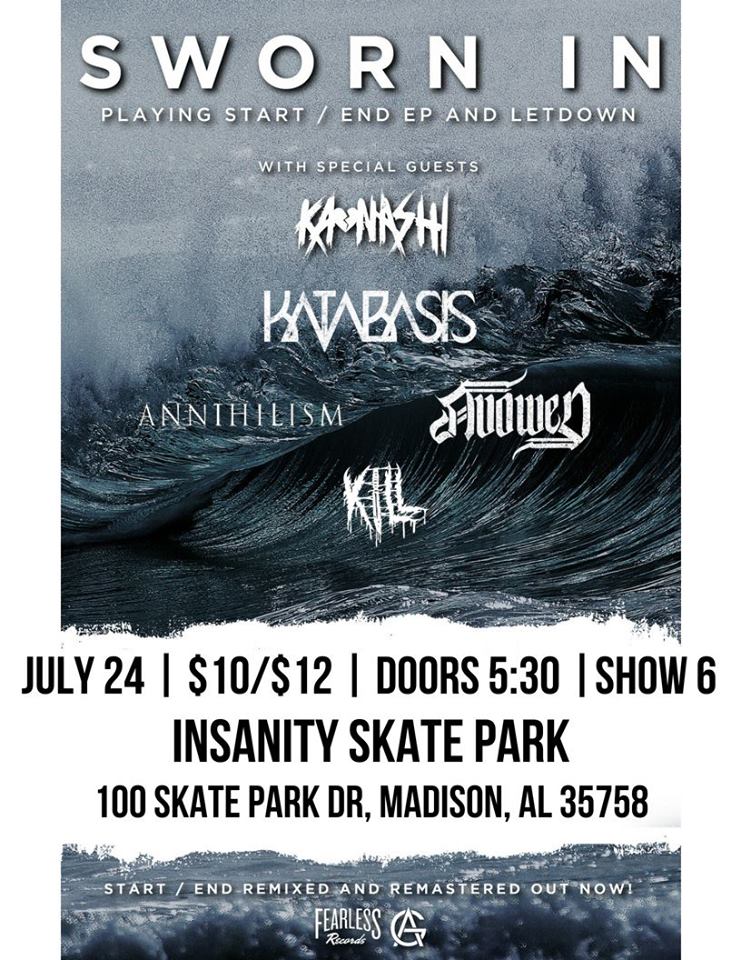 SWORN IN
PLAYING START / END EP AND LETDOWN
WITH SPECIAL GUESTS
KAONASHI
KATABASIS
ANNIHILISM AVOWED
KILL
JULY 24 | $10/$12 | DOORS 5:30 | SHOW 6
INSANITY SKATE PARK
100 SKATE PARK DR, MADISON, AL 35758
START / END REMIXED AND REMASTERED OUT NOW!
FEARLESS
Records